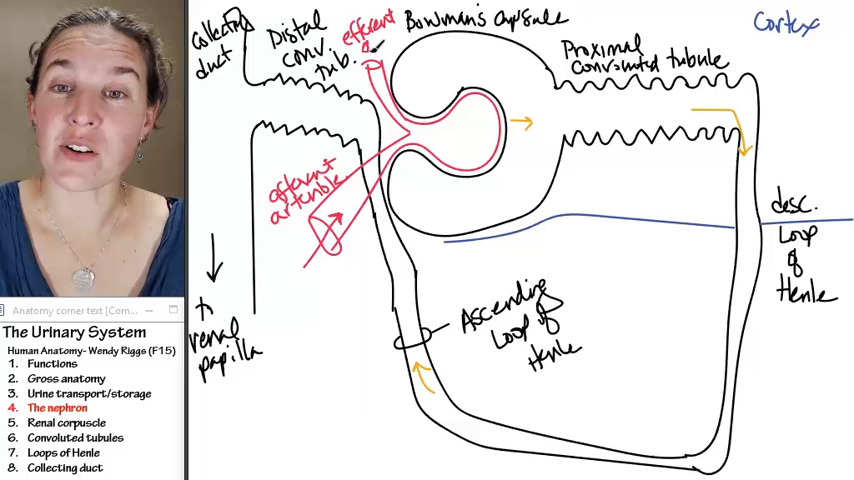 collecting
duct
Distal
conv.
tub.
efferent
a
Bowman's capsule
Proximal
convoluted tubule
Cortex
afferent
arteriole
desc.
Loop
of
Henle
Ascending
Loop of
Henle
to
renal
papilla
Anatomy corner text [Com...
The Urinary System
Human Anatomy- Wendy Riggs (F15)
1. Functions
2. Gross anatomy
3. Urine transport/storage
4. The nephron
5. Renal corpuscle
6. Convoluted tubules
7. Loops of Henle
8. Collecting duct